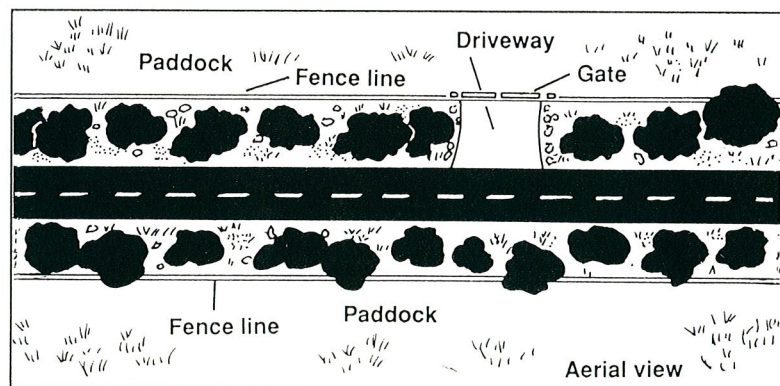 Driveway
Paddock
Fence line
Gate
Fence line
Paddock
Aerial view